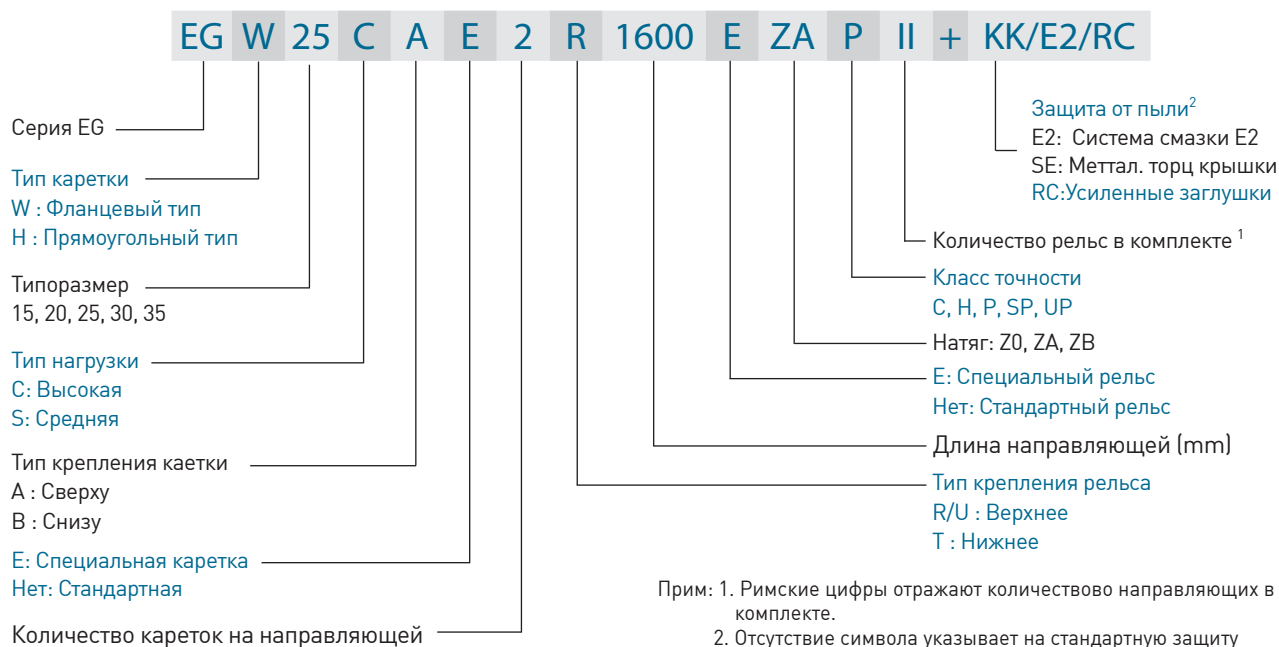 EG W 25 C A E 2 R 1600 E ZA P II + KK/E2/RC
Серия EG
Тип каретки
W : Фланцевый тип
H : Прямоугольный тип
Типоразмер
15, 20, 25, 30, 35
Тип нагрузки
C: Высокая
S: Средняя
Тип крепления каетки
A : Сверху
B : Снизу
E: Специальная каретка
Нет: Стандартная
Количество кареток на направляющей
Защита от пыли²
E2: Система смазки E2
SE: Меттал. торц крышки
RC:Усиленные заглушки
Количество рельс в комплекте ¹
Класс точности
C, H, P, SP, UP
Натяг: Z0, ZA, ZB
E: Специальный рельс
Нет: Стандартный рельс
Длина направляющей (mm)
Тип крепления рельса
R/U : Верхнее
T : Нижнее
Прим: 1. Римские цифры отражают количествово направляющих в
комплекте.
2. Отсутствие символа указывает на стандартную защиту